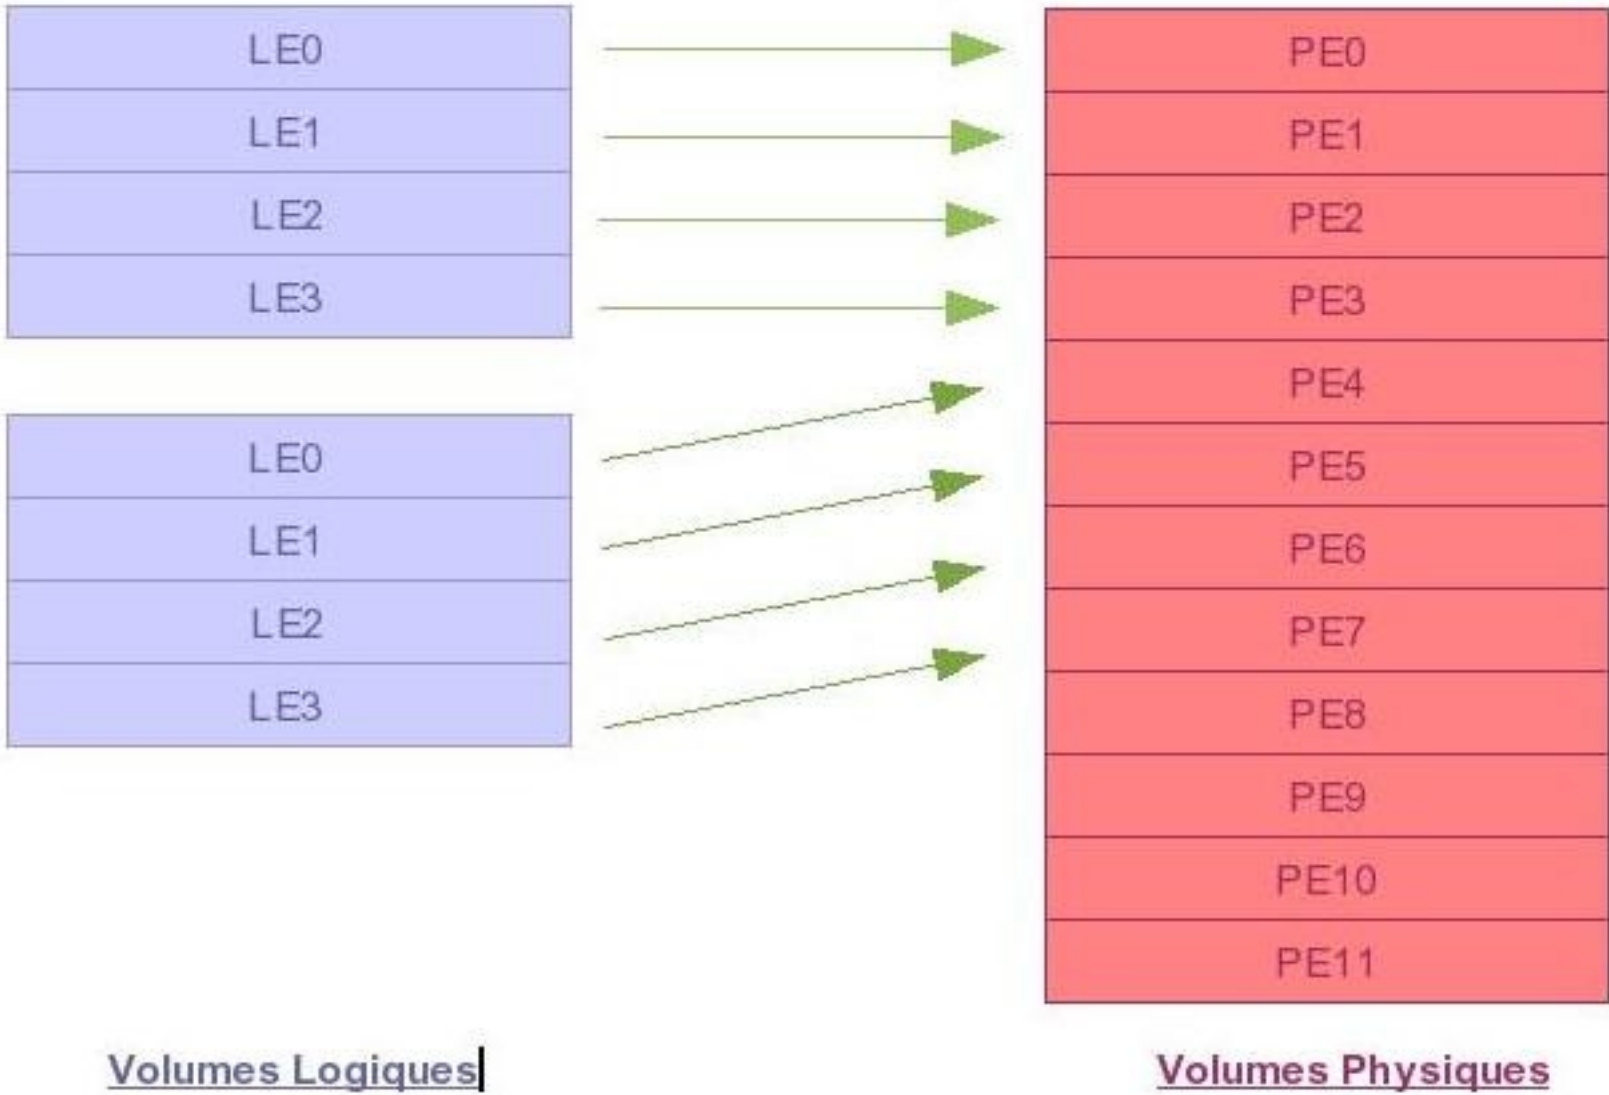 LE0
LE1
LE2
LE3
LE0
LE1
LE2
LE3
Volumes Logiques
PE0
PE1
PE2
PE3
PE4
PE5
PE6
PE7
PE8
PE9
PE10
PE11
Volumes Physiques